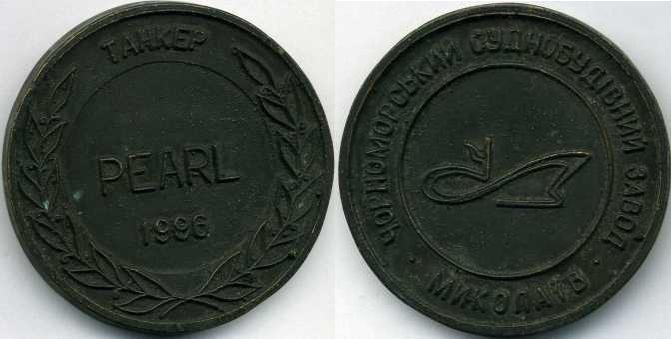 ТАНКЕР
PEARL
1996
ЧОРНОМОРСЬКИЙ СУДНОБУДІВНИЙ ЗАВОД
МИКОЛАЇВ